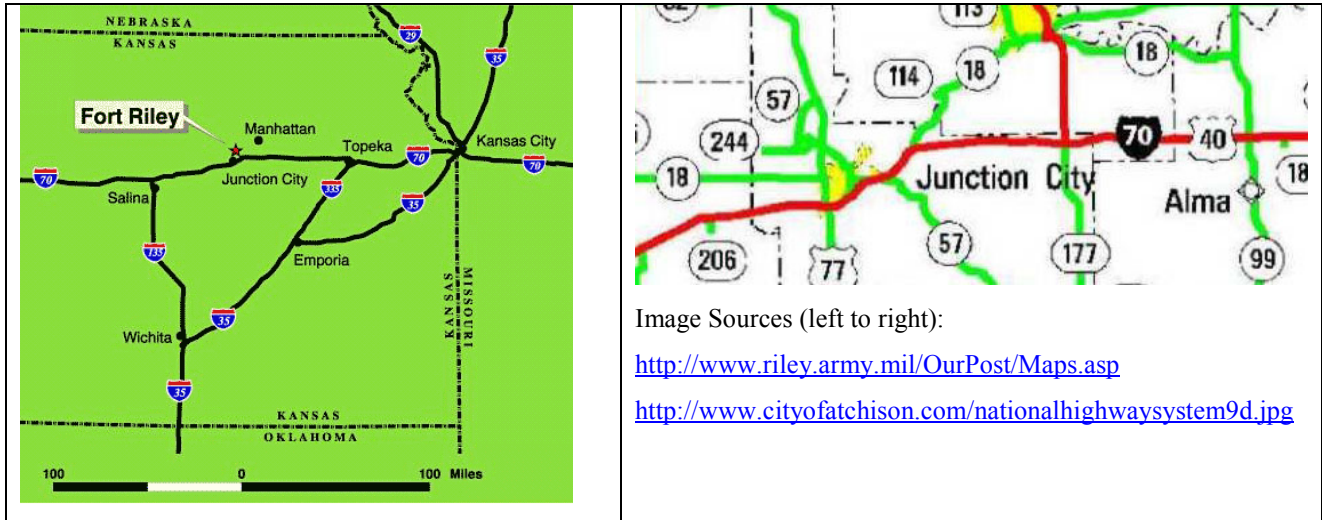 NEBRASKA
KANSAS
29
35
Fort Riley
Manhattan
Topeka
Kansas City
70
70
70
Junction City
335
Salina
35
135
Emporia
KANSAS
MISSOURI
35
Wichita
35
KANSAS
OKLAHOMA
100 0 100 Miles
113
18
18
114
57
70
40
244
18
Junction City
18
Alma
57
206
77
177
99
Image Sources (left to right):
http://www.riley.army.mil/OurPost/Maps.asp
http://www.cityofatchison.com/nationalhighwaysystem9d.jpg